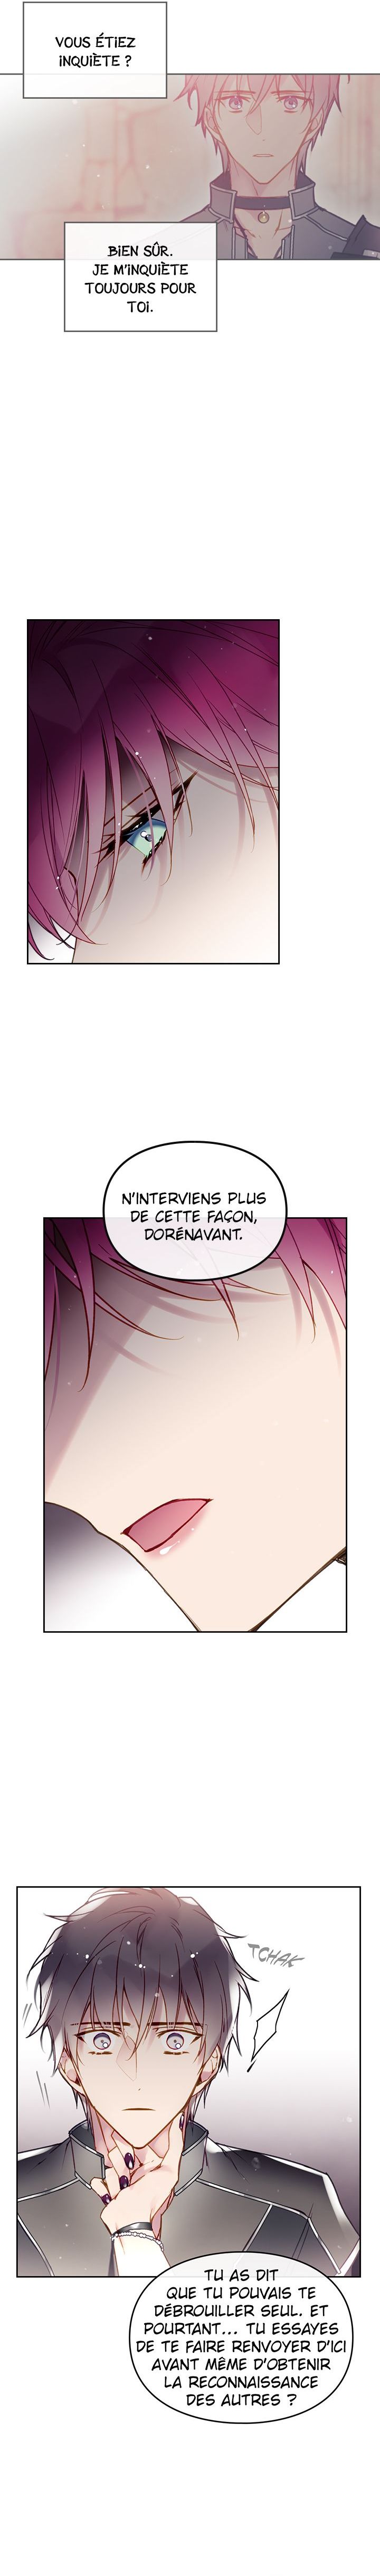 VOUS ÉTIEZ
INQUIÈTE ?
BIEN SÛR.
JE M'INQUIÈTE
TOUJOURS POUR
TOI.
N'INTERVIENS PLUS
DE CETTE FAÇON,
DORÉNAVANT.
TCHAK
TU AS DIT
QUE TU POUVAIS TE
DÉBROUILLER SEUL. ET
POURTANT... TU ESSAYES
DE TE FAIRE RENVOYER D'ICI
AVANT MÊME D'OBTENIR
LA RECONNAISSANCE
DES AUTRES ?